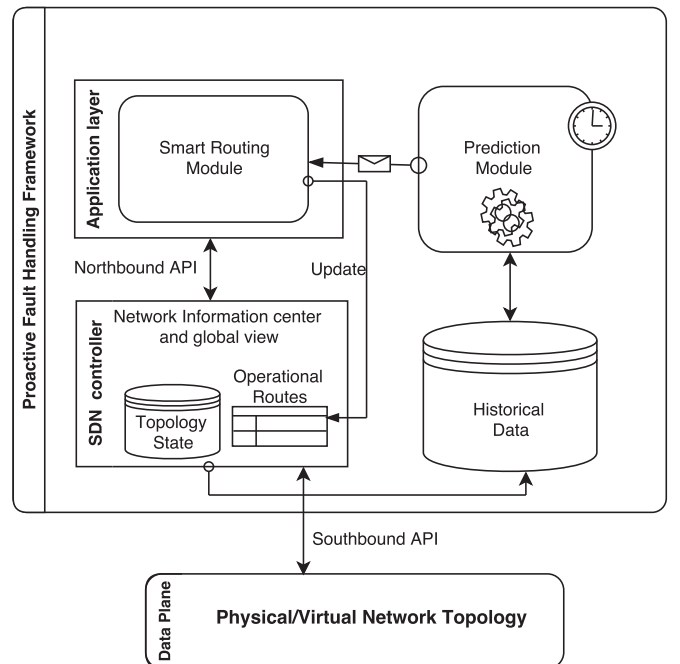 Proactive Fault Handling Framework
Application layer
Smart Routing
Module
Prediction
Module
Northbound API
Update
SDN controller
Network Information center
and global view
Topology
State
Operational
Routes
Historical
Data
Southbound API
Data Plane
Physical/Virtual Network Topology